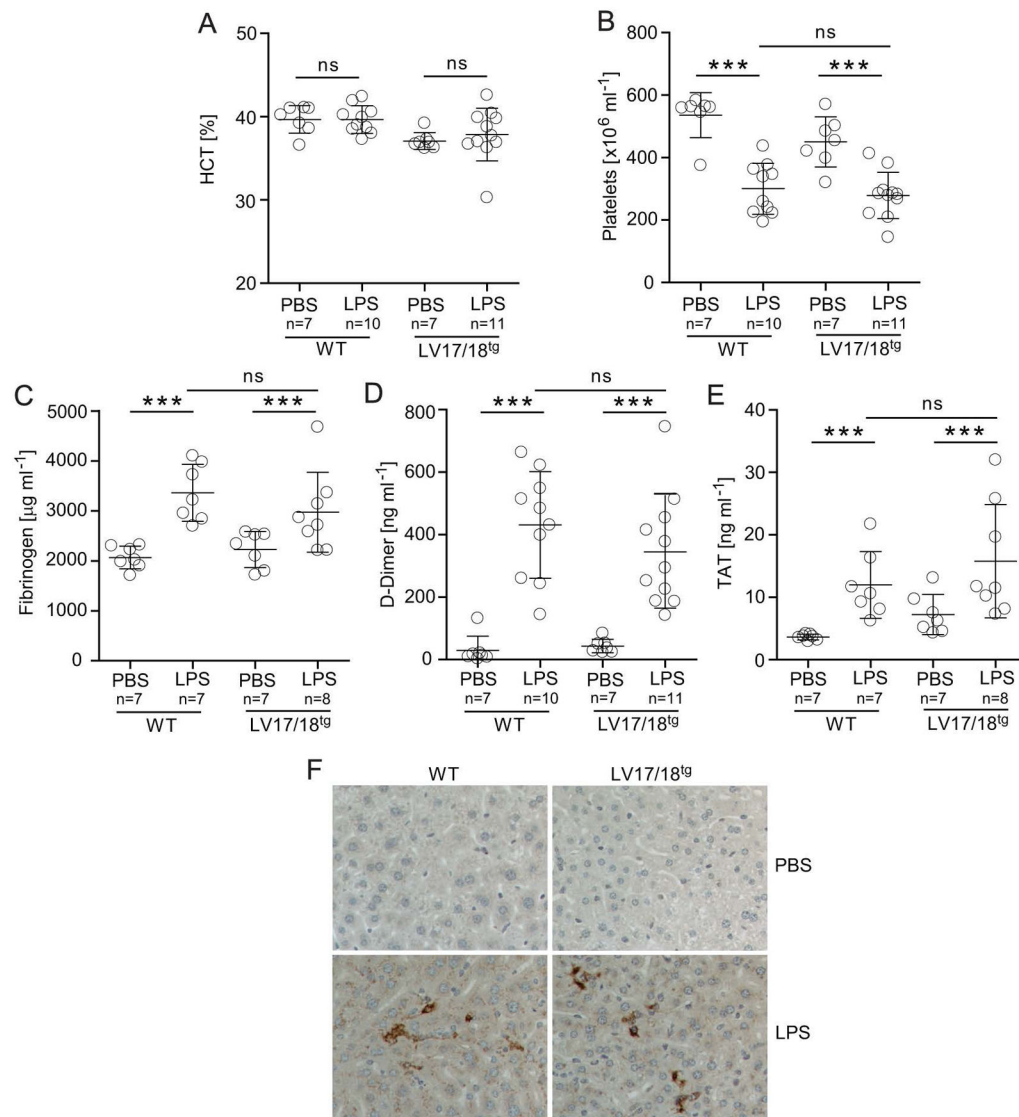 A
ns
ns
HCT [%]
50
40
30
20
PBS
LPS
PBS
LPS
n=7
n=10
n=7
n=11
WT
LV17/18tg
B
ns
***
***
Platelets [x10⁶ ml⁻¹]
800
600
400
200
0
PBS
LPS
PBS
LPS
n=7
n=10
n=7
n=11
WT
LV17/18tg
C
ns
***
***
Fibrinogen [µg ml⁻¹]
5000
4000
3000
2000
1000
0
PBS
LPS
PBS
LPS
n=7
n=7
n=7
n=8
WT
LV17/18tg
D
ns
***
***
D-Dimer [ng ml⁻¹]
800
600
400
200
0
PBS
LPS
PBS
LPS
n=7
n=10
n=7
n=11
WT
LV17/18tg
E
ns
***
***
TAT [ng ml⁻¹]
40
30
20
10
0
PBS
LPS
PBS
LPS
n=7
n=7
n=7
n=8
WT
LV17/18tg
F
WT
LV17/18tg
PBS
LPS